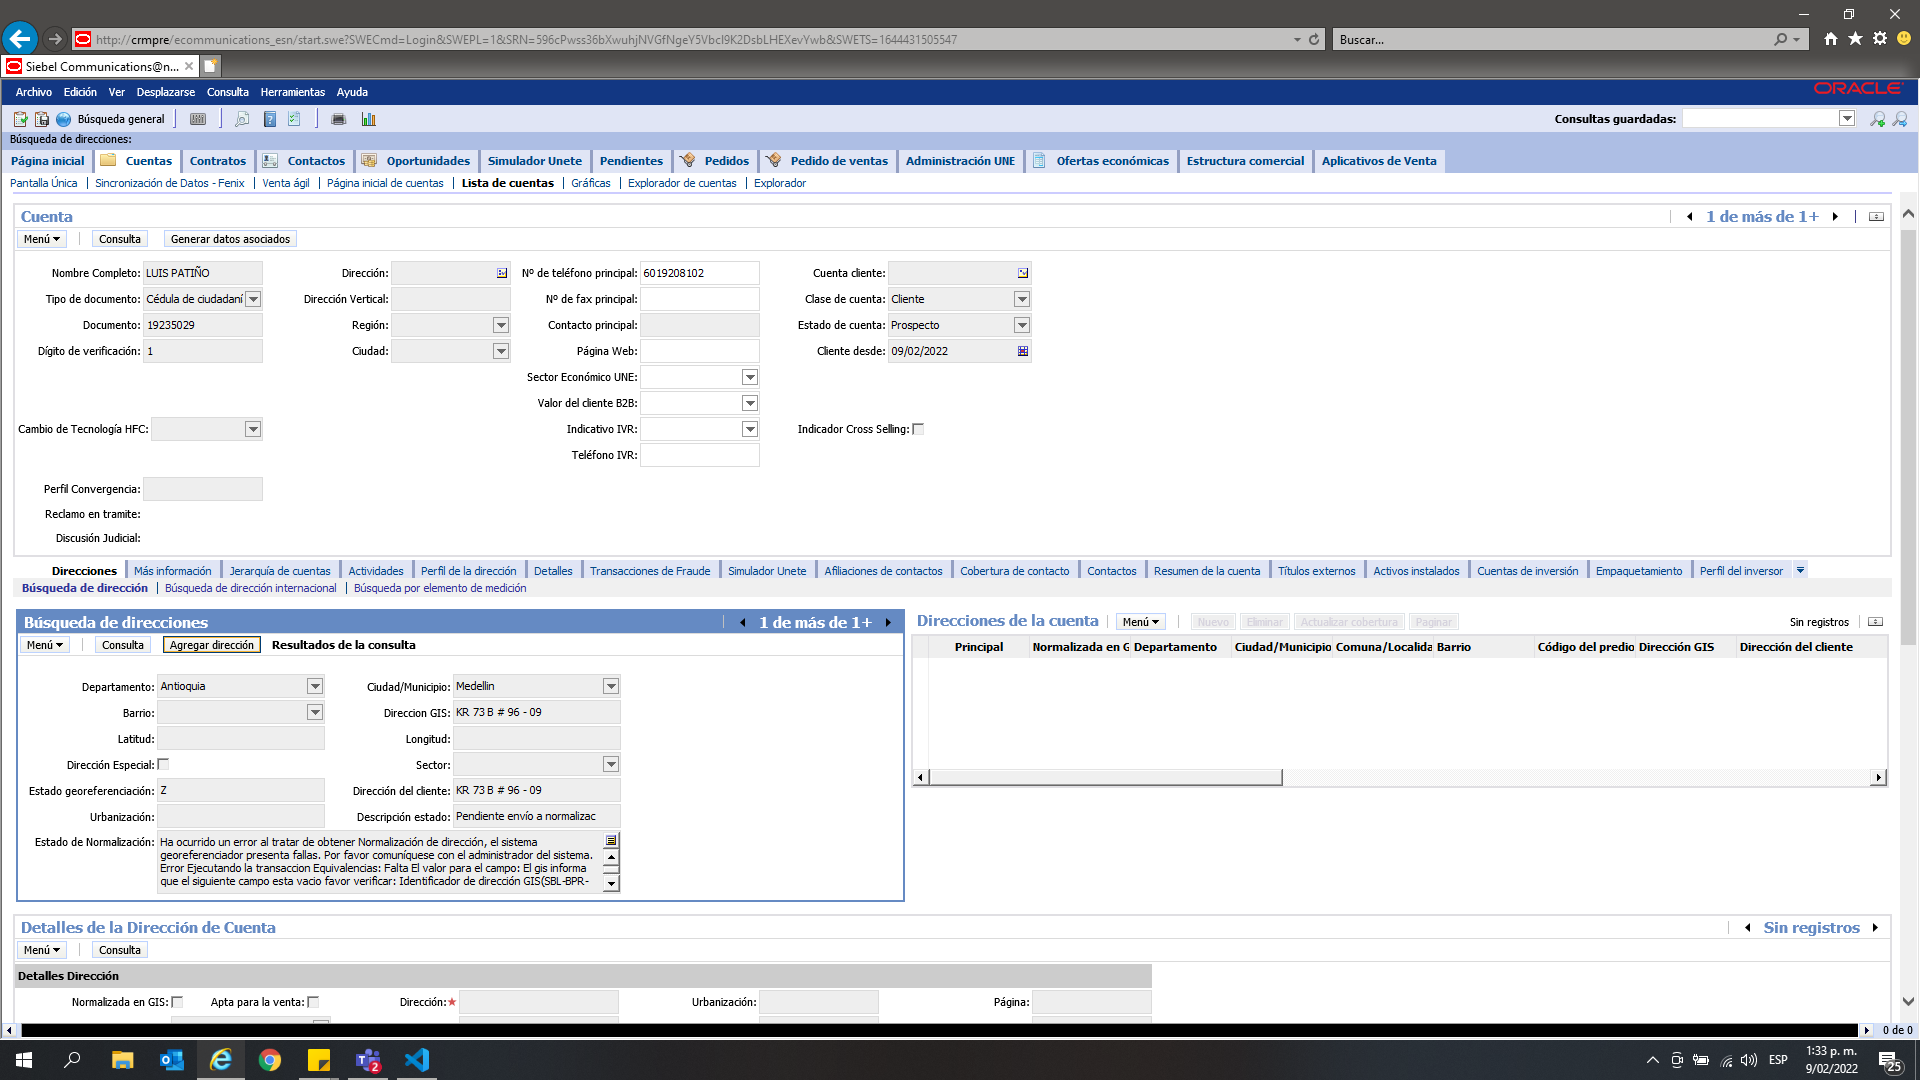 http://crmpre/ecommunications_esn/start.swe?SWECmd=Login&SWEPL=1&SRN=596cPwss36bXwuhjNVGfNgeY5Vbcl9K2DsbLHEXevYwb&SWETS=1644431505547
Buscar...
Siebel Communications@n...
Archivo Edición Ver Desplazarse Consulta Herramientas Ayuda
ORACLE
Búsqueda general
Consultas guardadas:
Búsqueda de direcciones:
Página inicial Cuentas Contratos Contactos Oportunidades Simulador Unete Pendientes Pedidos Pedido de ventas Administración UNE Ofertas económicas Estructura comercial Aplicativos de Venta
Pantalla Única Sincronización de Datos - Fenix Venta ágil Página inicial de cuentas Lista de cuentas Gráficas Explorador de cuentas Explorador
Cuenta
1 de más de 1+
Menú Consulta Generar datos asociados
Nombre Completo: LUIS PATIÑO Dirección: Nº de teléfono principal: 6019208102 Cuenta cliente:
Tipo de documento: Cédula de ciudadaní Dirección Vertical: Nº de fax principal: Clase de cuenta: Cliente
Documento: 19235029 Región: Contacto principal: Estado de cuenta: Prospecto
Dígito de verificación: 1 Ciudad: Página Web: Cliente desde: 09/02/2022
Sector Económico UNE:
Valor del cliente B2B:
Cambio de Tecnología HFC: Indicativo IVR: Indicador Cross Selling:
Teléfono IVR:
Perfil Convergencia:
Reclamo en tramite:
Discusión Judicial:
Direcciones Más información Jerarquía de cuentas Actividades Perfil de la dirección Detalles Transacciones de Fraude Simulador Unete Afiliaciones de contactos Cobertura de contacto Contactos Resumen de la cuenta Títulos externos Activos instalados Cuentas de inversión Empaquetamiento Perfil del inversor
Búsqueda de dirección Búsqueda de dirección internacional Búsqueda por elemento de medición
Búsqueda de direcciones
1 de más de 1+
Menú Consulta Agregar dirección Resultados de la consulta
Departamento: Antioquia Ciudad/Municipio: Medellin
Barrio: Direccion GIS: KR 73 B # 96 - 09
Latitud: Longitud:
Dirección Especial: Sector:
Estado georeferenciación: Z Dirección del cliente: KR 73 B # 96 - 09
Urbanización: Descripción estado: Pendiente envío a normalizac
Estado de Normalización: Ha ocurrido un error al tratar de obtener Normalización de dirección, el sistema
georeferenciador presenta fallas. Por favor comuníquese con el administrador del sistema.
Error Ejecutando la transaccion Equivalencias: Falta El valor para el campo: El gis informa
que el siguiente campo esta vacio favor verificar: Identificador de dirección GIS(SBL-BPR-
Direcciones de la cuenta Menú Nuevo Eliminar Actualizar cobertura Paginar Sin registros
Principal Normalizada en G Departamento Ciudad/Municipio Comuna/Localida Barrio Código del predio Dirección GIS Dirección del cliente
Detalles de la Dirección de Cuenta
Sin registros
Menú Consulta
Detalles Dirección
Normalizada en GIS: Apta para la venta: Dirección:★ Urbanización: Página:
0 de 0
2
ESP
1:33 p. m.
9/02/2022
25